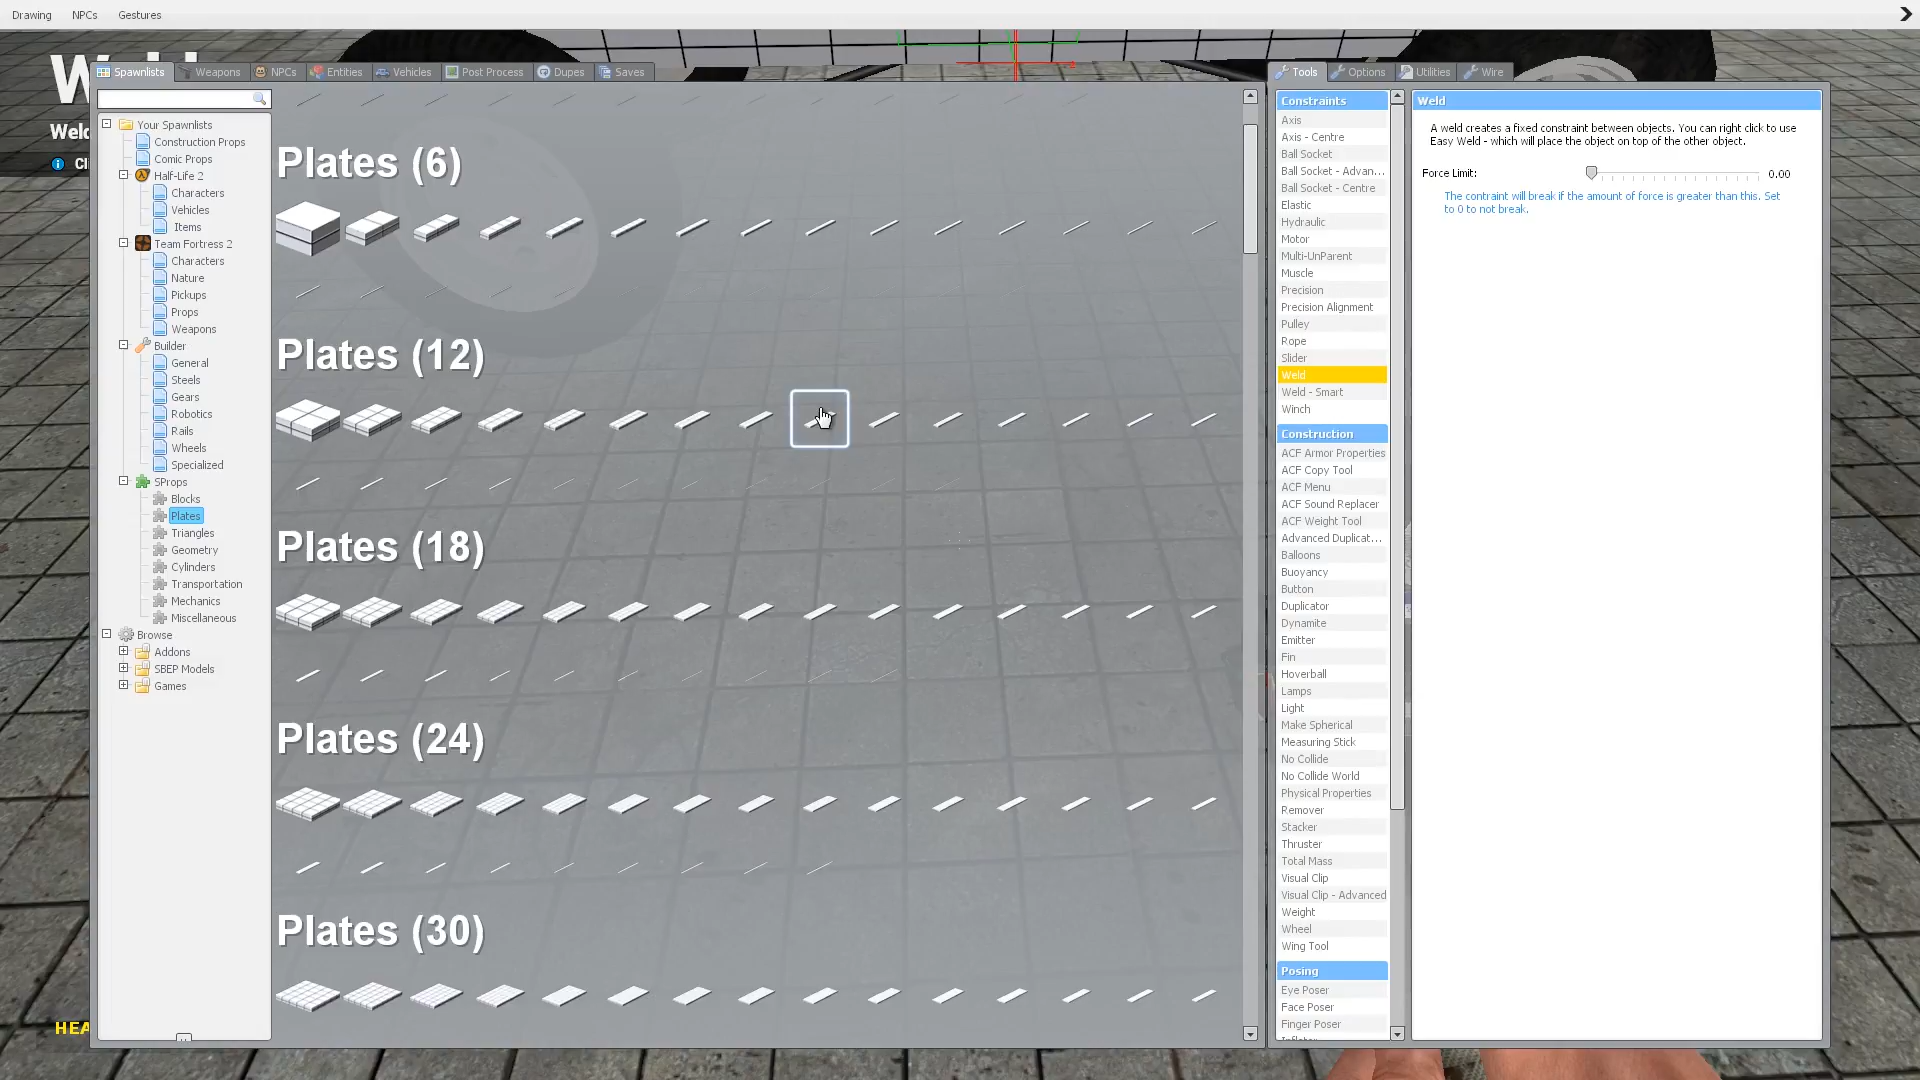 Drawing NPCs Gestures
Spawnlists Weapons NPCs Entities Vehicles Post Process Dupes Saves
Tools Options Utilities Wire
Your Spawnlists
Construction Props
Comic Props
Half-Life 2
Characters
Vehicles
Items
Team Fortress 2
Characters
Nature
Pickups
Props
Weapons
Builder
General
Steels
Gears
Robotics
Rails
Wheels
Specialized
SProps
Blocks
Plates
Triangles
Geometry
Cylinders
Transportation
Mechanics
Miscellaneous
Browse
Addons
SBEP Models
Games
Plates (6)
Plates (12)
Plates (18)
Plates (24)
Plates (30)
Constraints
Axis
Axis - Centre
Ball Socket
Ball Socket - Advan...
Ball Socket - Centre
Elastic
Hydraulic
Motor
Multi-UnParent
Muscle
Precision
Precision Alignment
Pulley
Rope
Slider
Weld
Weld - Smart
Winch
Construction
ACF Armor Properties
ACF Copy Tool
ACF Menu
ACF Sound Replacer
ACF Weight Tool
Advanced Duplicat...
Balloons
Buoyancy
Button
Duplicator
Dynamite
Emitter
Fin
Hoverball
Lamps
Light
Make Spherical
Measuring Stick
No Collide
No Collide World
Physical Properties
Remover
Stacker
Thruster
Total Mass
Visual Clip
Visual Clip - Advanced
Weight
Wheel
Wing Tool
Posing
Eye Poser
Face Poser
Finger Poser
Weld
A weld creates a fixed constraint between objects. You can right click to use
Easy Weld - which will place the object on top of the other object.
Force Limit: 0.00
The contraint will break if the amount of force is greater than this. Set
to 0 to not break.
Weld
HEA